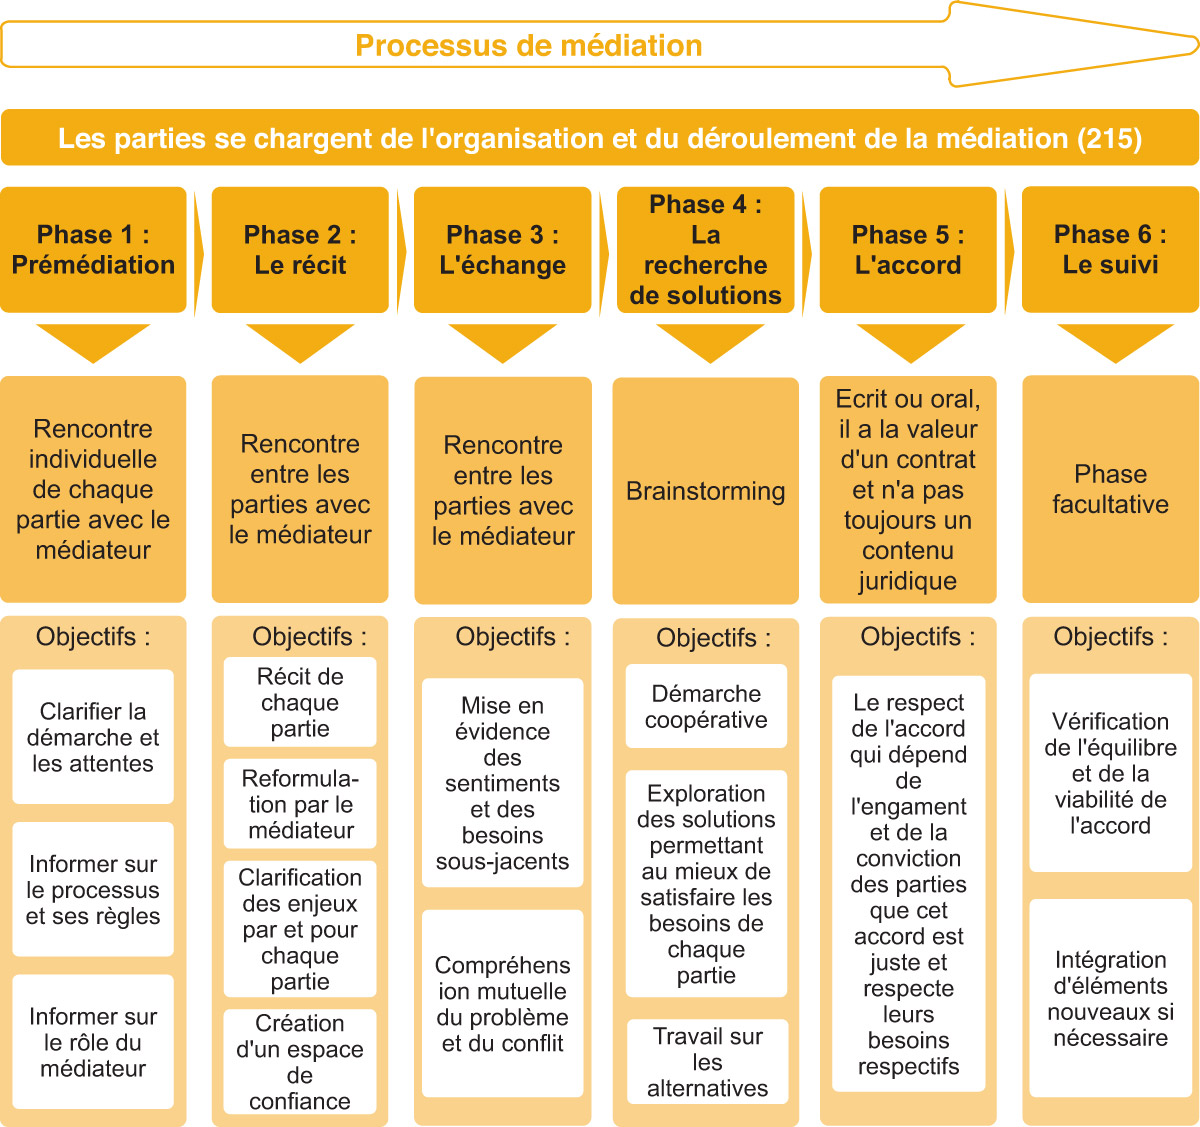 Processus de médiation
Les parties se chargent de l'organisation et du déroulement de la médiation (215)
Phase 1 :
Prémédiation
Phase 2 :
Le récit
Phase 3 :
L'échange
Phase 4 :
La
recherche
de solutions
Phase 5 :
L'accord
Phase 6 :
Le suivi
Rencontre
individuelle
de chaque
partie avec le
médiateur
Rencontre
entre les
parties avec
le médiateur
Rencontre
entre les
parties avec
le médiateur
Brainstorming
Ecrit ou oral,
il a la valeur
d'un contrat
et n'a pas
toujours un
contenu
juridique
Phase
facultative
Objectifs :
Clarifier la
démarche et
les attentes
Informer sur
le processus
et ses règles
Informer sur
le rôle du
médiateur
Objectifs :
Récit de
chaque
partie
Reformula-
tion par le
médiateur
Clarification
des enjeux
par et pour
chaque
partie
Création
d'un espace
de
confiance
Objectifs :
Mise en
évidence
des
sentiments
et des
besoins
sous-jacents
Compréhens
ion mutuelle
du problème
et du conflit
Objectifs :
Démarche
coopérative
Exploration
des solutions
permettant
au mieux de
satisfaire les
besoins de
chaque
partie
Travail sur
les
alternatives
Objectifs :
Le respect
de l'accord
qui dépend
de
l'engament
et de la
conviction
des parties
que cet
accord est
juste et
respecte
leurs
besoins
respectifs
Objectifs :
Vérification
de l'équilibre
et de la
viabilité de
l'accord
Intégration
d'éléments
nouveaux si
nécessaire